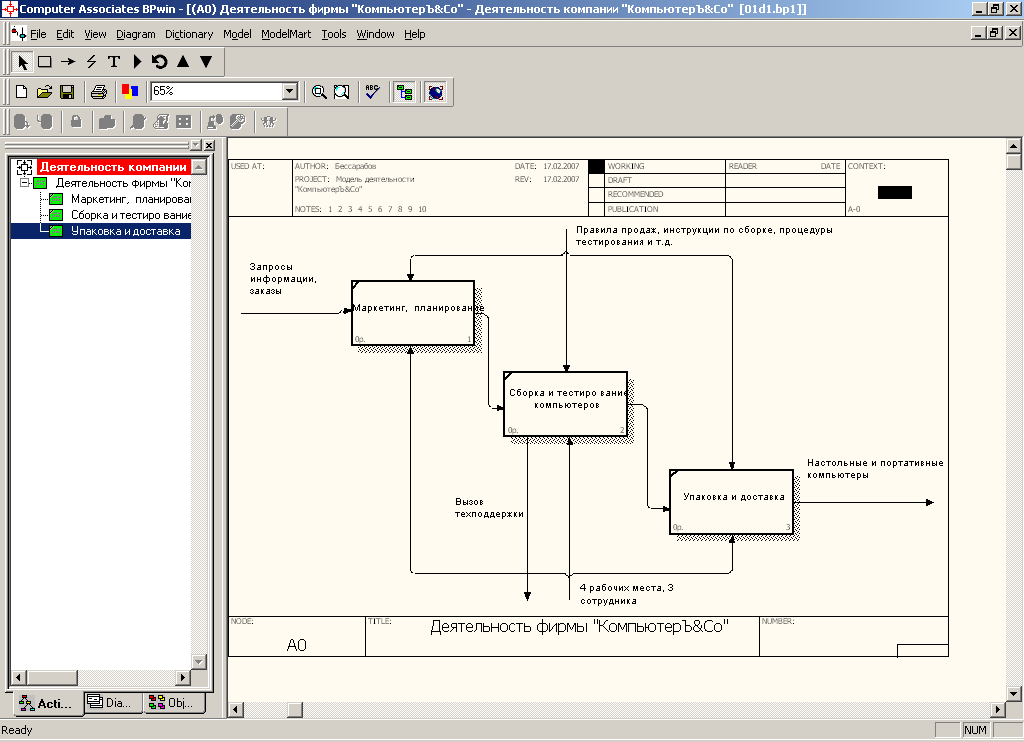 Computer Associates BPwin - [(A0) Деятельность фирмы "КомпьютерЪ&Co" - Деятельность компании "КомпьютерЪ&Co" [01d1.bp1]]
File Edit View Diagram Dictionary Model ModelMart Tools Window Help
T
65%
ABC
Деятельность компании
Деятельность фирмы "Ко
Маркетинг, планирова
Сборка и тестиро вание
Упаковка и доставка
Acti... Dia... Obj...
USED AT:
AUTHOR: Бессарабов
DATE: 17.02.2007
PROJECT: Модель деятельности
"КомпьютерЪ&Co"
REV: 17.02.2007
NOTES: 1 2 3 4 5 6 7 8 9 10
WORKING
DRAFT
RECOMMENDED
PUBLICATION
READER DATE
CONTEXT:
A-0
Правила продаж, инструкции по сборке, процедуры
тестирования и т.д.
Запросы
информации,
заказы
Маркетинг, планирование
0р. 1
Сборка и тестиро вание
компьютеров
0р. 2
Настольные и портативные
компьютеры
Упаковка и доставка
0р. 3
Вызов
техподдержки
4 рабочих места, 3
сотрудника
NODE:
A0
TITLE:
Деятельность фирмы "КомпьютерЪ&Co"
NUMBER:
Ready
NUM